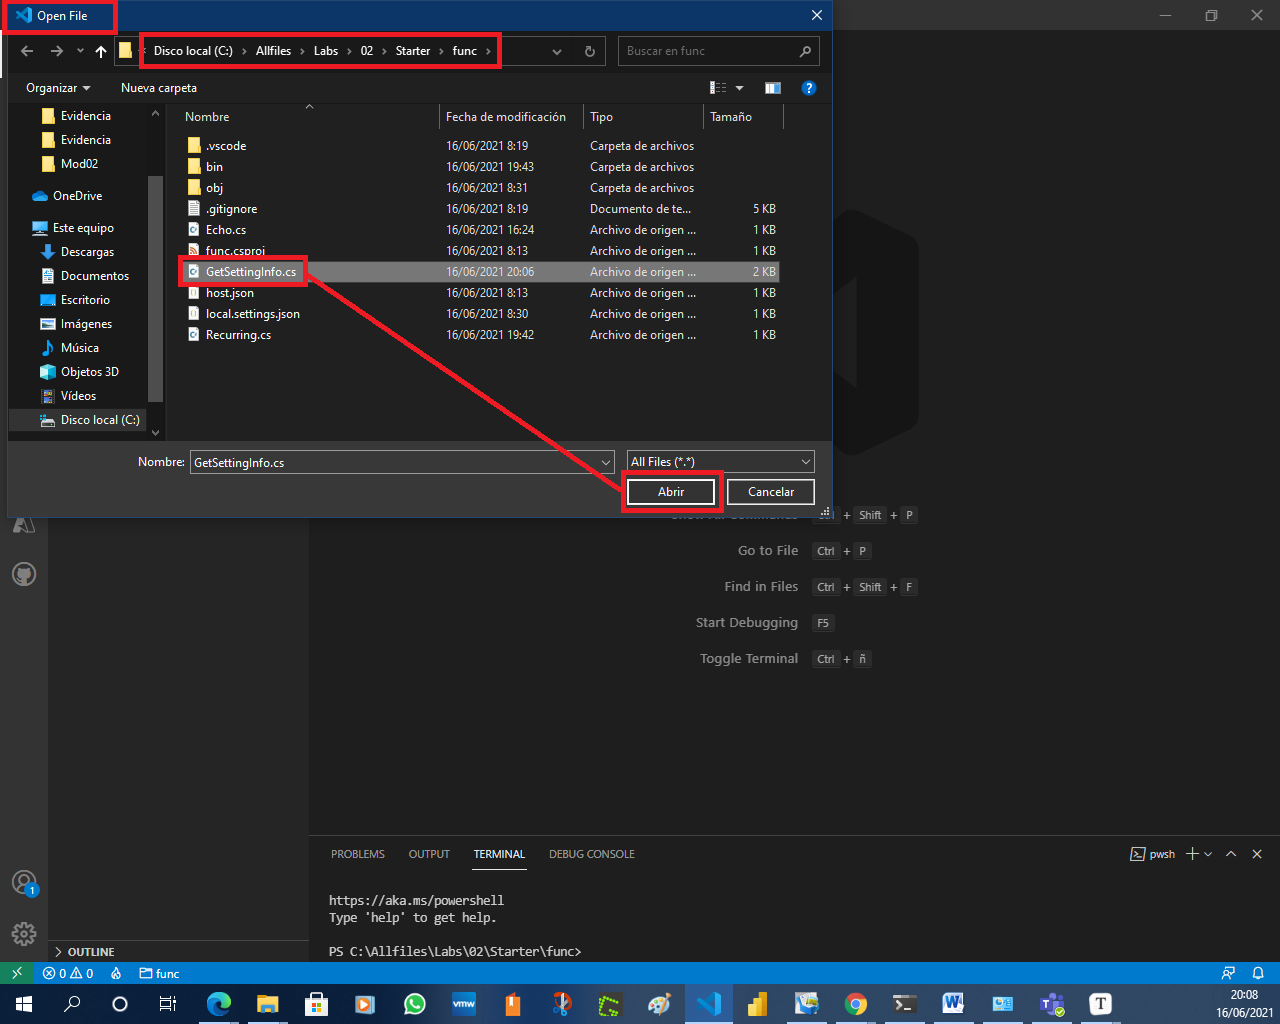 Open File
Disco local (C:) › Allfiles › Labs › 02 › Starter › func ›
Buscar en func
Organizar
Nueva carpeta
Evidencia
Evidencia
Mod02
OneDrive
Este equipo
Descargas
Documentos
Escritorio
Imágenes
Música
Objetos 3D
Vídeos
Disco local (C:)
Nombre Fecha de modificación Tipo Tamaño
.vscode 16/06/2021 8:19 Carpeta de archivos
bin 16/06/2021 19:43 Carpeta de archivos
obj 16/06/2021 8:31 Carpeta de archivos
.gitignore 16/06/2021 8:19 Documento de te... 5 KB
Echo.cs 16/06/2021 16:24 Archivo de origen ... 1 KB
func.csproj 16/06/2021 8:13 Archivo de origen ... 1 KB
GetSettingInfo.cs 16/06/2021 20:06 Archivo de origen ... 2 KB
host.json 16/06/2021 8:13 Archivo de origen ... 1 KB
local.settings.json 16/06/2021 8:30 Archivo de origen ... 1 KB
Recurring.cs 16/06/2021 19:42 Archivo de origen ... 1 KB
Nombre: GetSettingInfo.cs All Files (*.*)
Abrir Cancelar
Shift + P
Go to File Ctrl + P
Find in Files Ctrl + Shift + F
Start Debugging F5
Toggle Terminal Ctrl + ñ
PROBLEMS OUTPUT TERMINAL DEBUG CONSOLE
pwsh
https://aka.ms/powershell
Type 'help' to get help.
PS C:\Allfiles\Labs\02\Starter\func>
1
OUTLINE
0 0 func
vmw
W
T
20:08
16/06/2021